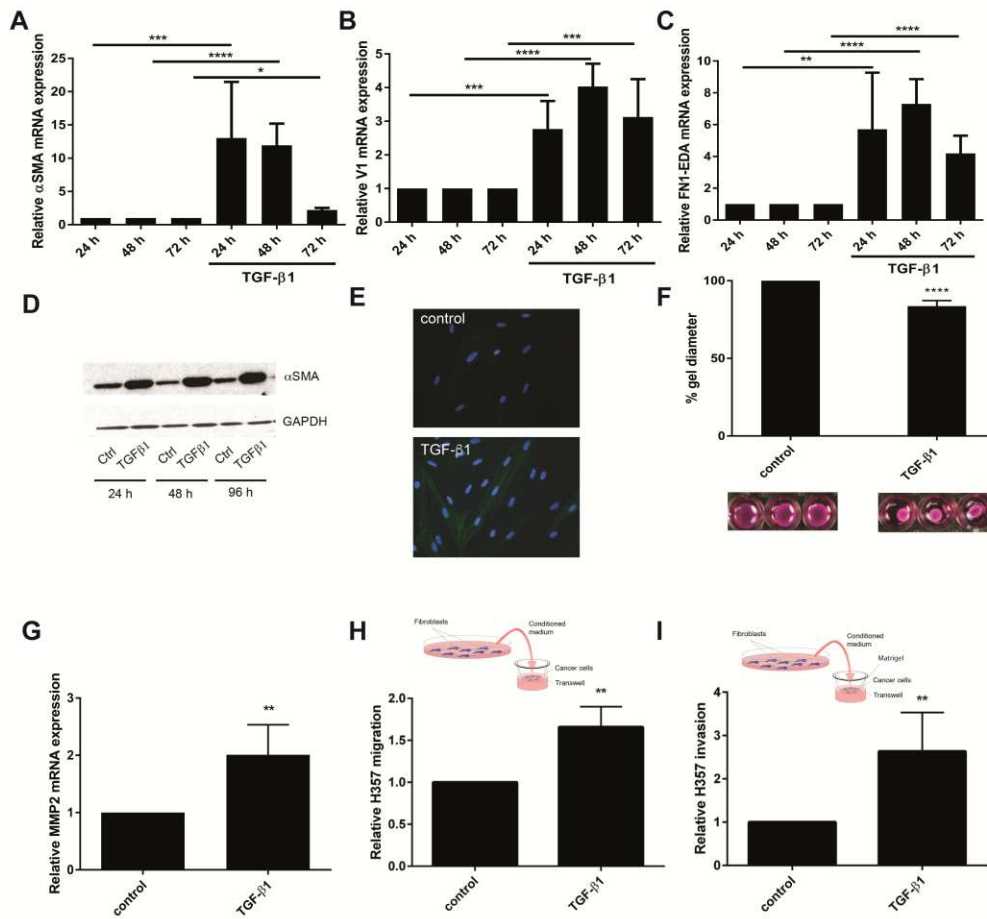 A
Relative αSMA mRNA expression
25
20
15
10
5
0
***
****
*
24 h
48 h
72 h
24 h
48 h
72 h
TGF-β1
B
Relative V1 mRNA expression
5
4
3
2
1
0
***
****
***
24 h
48 h
72 h
24 h
48 h
72 h
TGF-β1
C
Relative FN1-EDA mRNA expression
10
8
6
4
2
0
**
****
****
24 h
48 h
72 h
24 h
48 h
72 h
TGF-β1
D
αSMA
GAPDH
Ctrl TGFβ1 Ctrl TGFβ1 Ctrl TGFβ1
24 h 48 h 96 h
E
control
TGF-β1
F
% gel diameter
100
50
0
****
control
TGF-β1
G
Relative MMP2 mRNA expression
3
2
1
0
**
control
TGF-β1
H
Fibroblasts
Conditioned
medium
Cancer cells
Transwell
Relative H357 migration
2.0
1.5
1.0
0.5
0.0
**
control
TGF-β1
I
Fibroblasts
Conditioned
medium
Matrigel
Cancer cells
Transwell
Relative H357 invasion
4
3
2
1
0
**
control
TGF-β1